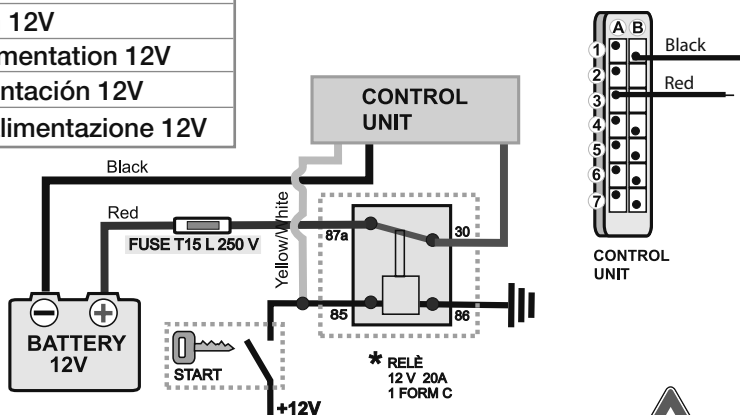 12V
mentation 12V
ntación 12V
limentazione 12V
CONTROL
UNIT
Black
Red
FUSE T15 L 250 V
Yellow/White
87a
30
85
86
BATTERY
12V
START
+12V
* RELÈ
12 V 20A
1 FORM C
A B
1
2
3
4
5
6
7
Black
Red
CONTROL
UNIT